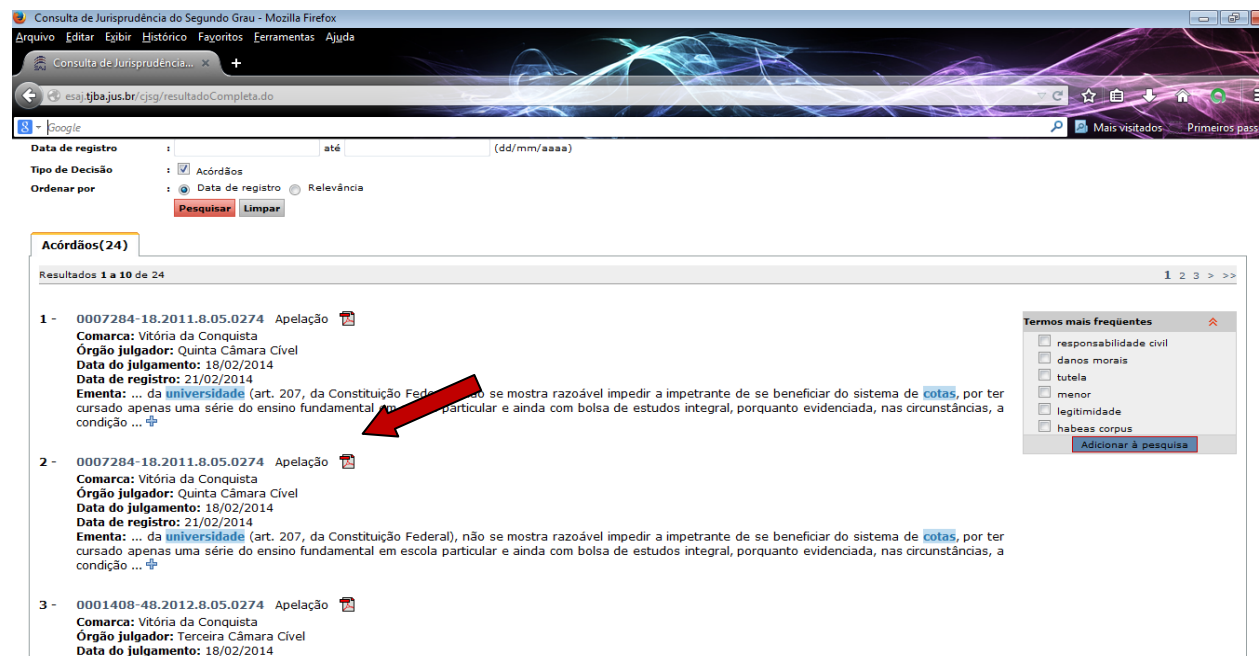 Consulta de Jurisprudência do Segundo Grau - Mozilla Firefox
Arquivo Editar Exibir Histórico Favoritos Ferramentas Ajuda
Consulta de Jurisprudência... × +
esaj.tjba.jus.br/cjsg/resultadoCompleta.do
8 Google Mais visitados Primeiros pass
Data de registro : até (dd/mm/aaaa)
Tipo de Decisão : Acórdãos
Ordenar por : Data de registro Relevância
Pesquisar Limpar
Acórdãos(24)
Resultados 1 a 10 de 24 1 2 3 > >>
1 - 0007284-18.2011.8.05.0274 Apelação
Comarca: Vitória da Conquista
Órgão julgador: Quinta Câmara Cível
Data do julgamento: 18/02/2014
Data de registro: 21/02/2014
Ementa: ... da universidade (art. 207, da Constituição se mostra razoável impedir a impetrante de se beneficiar do sistema de cotas, por ter
cursado apenas uma série do ensino fundamental particular e ainda com bolsa de estudos integral, porquanto evidenciada, nas circunstâncias, a
condição ...
Termos mais freqüentes
responsabilidade civil
danos morais
tutela
menor
legitimidade
habeas corpus
Adicionar à pesquisa
2 - 0007284-18.2011.8.05.0274 Apelação
Comarca: Vitória da Conquista
Órgão julgador: Quinta Câmara Cível
Data do julgamento: 18/02/2014
Data de registro: 21/02/2014
Ementa: ... da universidade (art. 207, da Constituição Federal), não se mostra razoável impedir a impetrante de se beneficiar do sistema de cotas, por ter
cursado apenas uma série do ensino fundamental em escola particular e ainda com bolsa de estudos integral, porquanto evidenciada, nas circunstâncias, a
condição ...
3 - 0001408-48.2012.8.05.0274 Apelação
Comarca: Vitória da Conquista
Órgão julgador: Terceira Câmara Cível
Data do julgamento: 18/02/2014